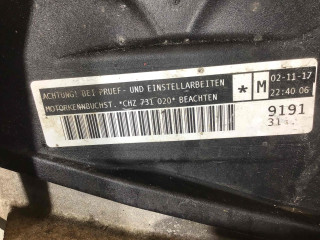 ACHTUNG! BEI PRUEF- UND EINSTELLARBEITEN
MOTORKENNBUCHST. *CHZ 731 020* BEACHTEN
* M
02-11-17
22:40 06
9191